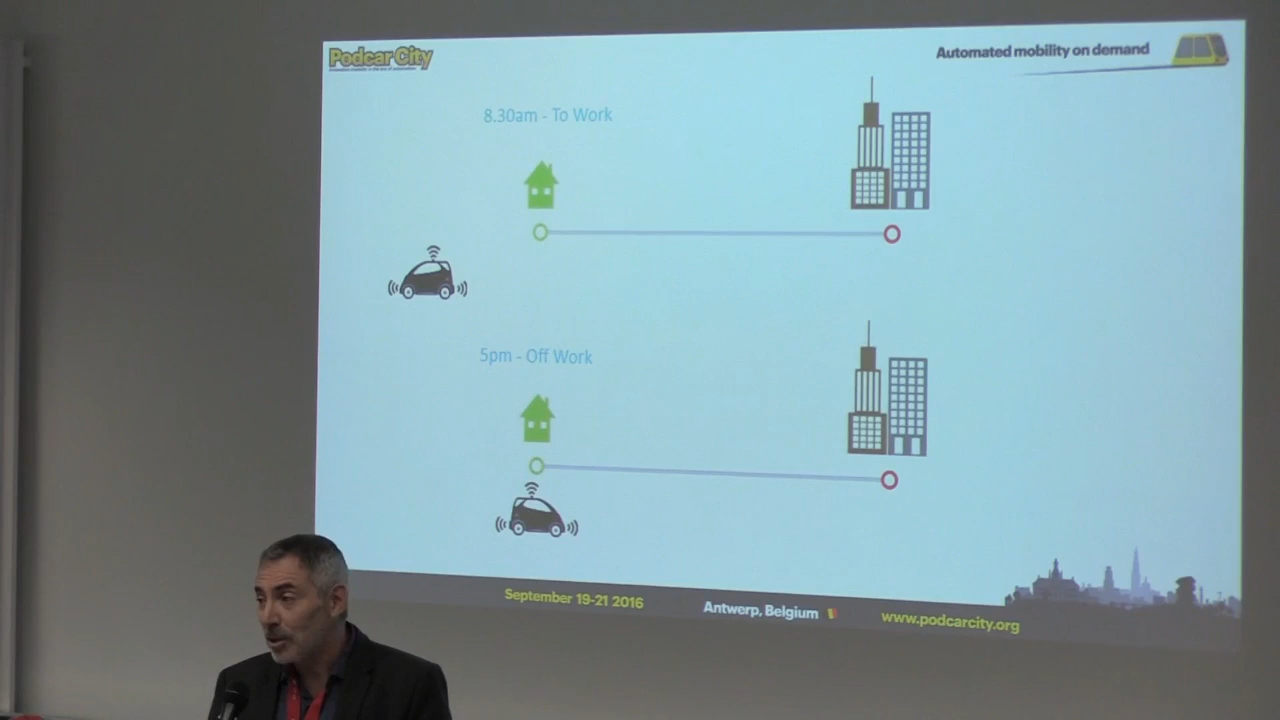 Podcar City
Automated mobility on demand
8.30am - To Work
5pm - Off Work
September 19-21 2016
Antwerp, Belgium
www.podcarcity.org